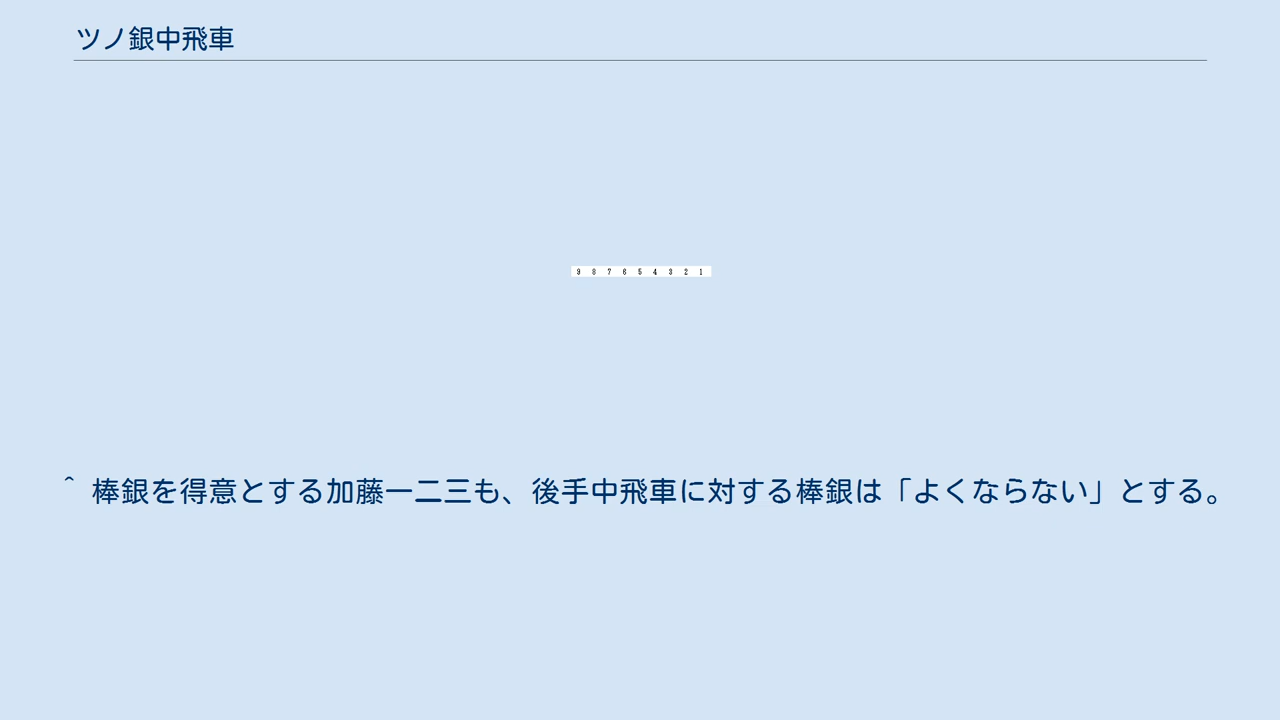 ツノ銀中飛車
9 8 7 6 5 4 3 2 1
^ 棒銀を得意とする加藤一二三も、後手中飛車に対する棒銀は「よくならない」とする。